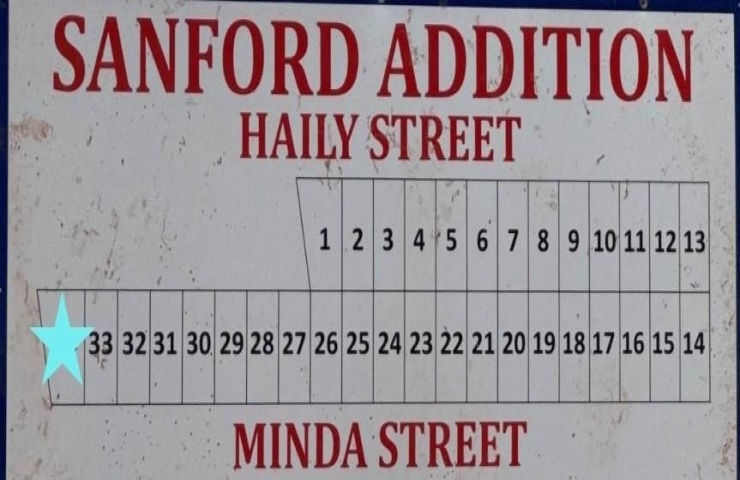 SANFORD ADDITION
HAILY STREET
1 2 3 4 5 6 7 8 9 10 11 12 13
33 32 31 30 29 28 27 26 25 24 23 22 21 20 19 18 17 16 15 14
MINDA STREET